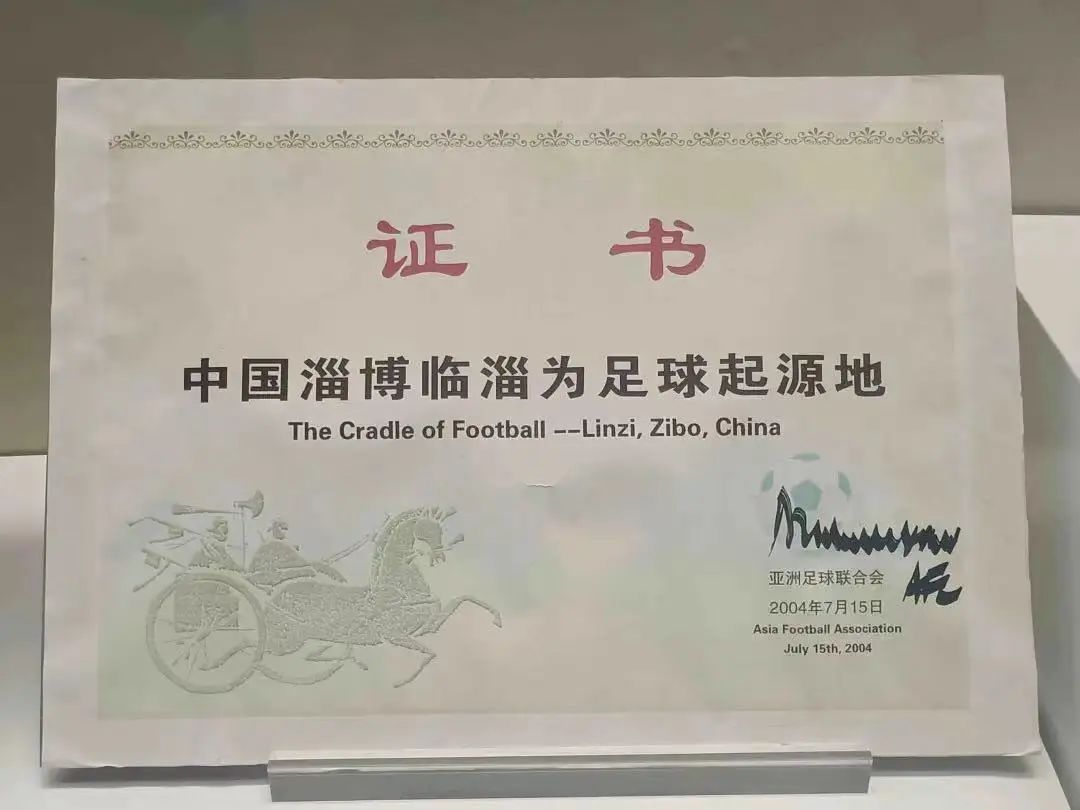 证 书
中国淄博临淄为足球起源地
The Cradle of Football --Linzi, Zibo, China
亚洲足球联合会
2004年7月15日
Asia Football Association
July 15th, 2004